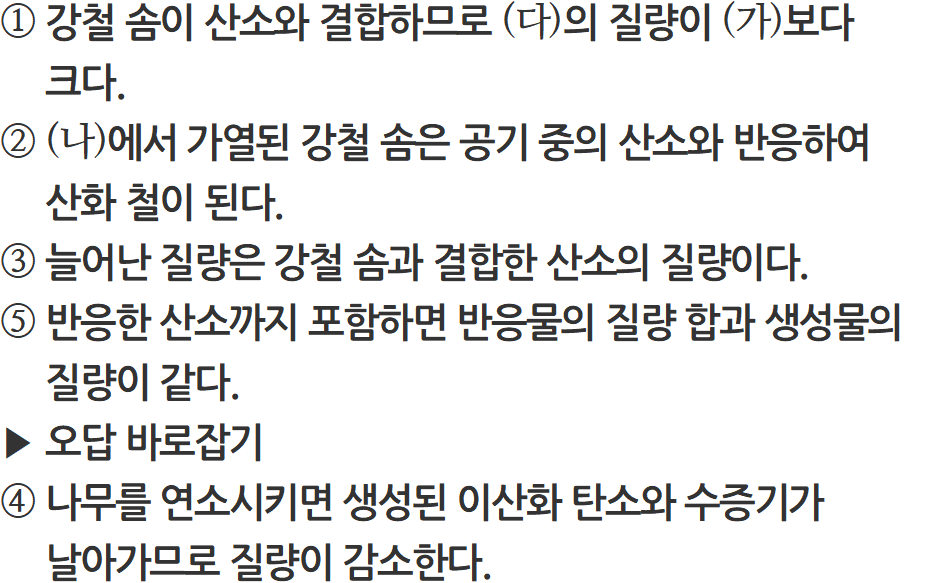 ① 강철 솜이 산소와 결합하므로 (다)의 질량이 (가)보다
크다.
② (나)에서 가열된 강철 솜은 공기 중의 산소와 반응하여
산화 철이 된다.
③ 늘어난 질량은 강철 솜과 결합한 산소의 질량이다.
⑤ 반응한 산소까지 포함하면 반응물의 질량 합과 생성물의
질량이 같다.
▶ 오답 바로잡기
④ 나무를 연소시키면 생성된 이산화 탄소와 수증기가
날아가므로 질량이 감소한다.